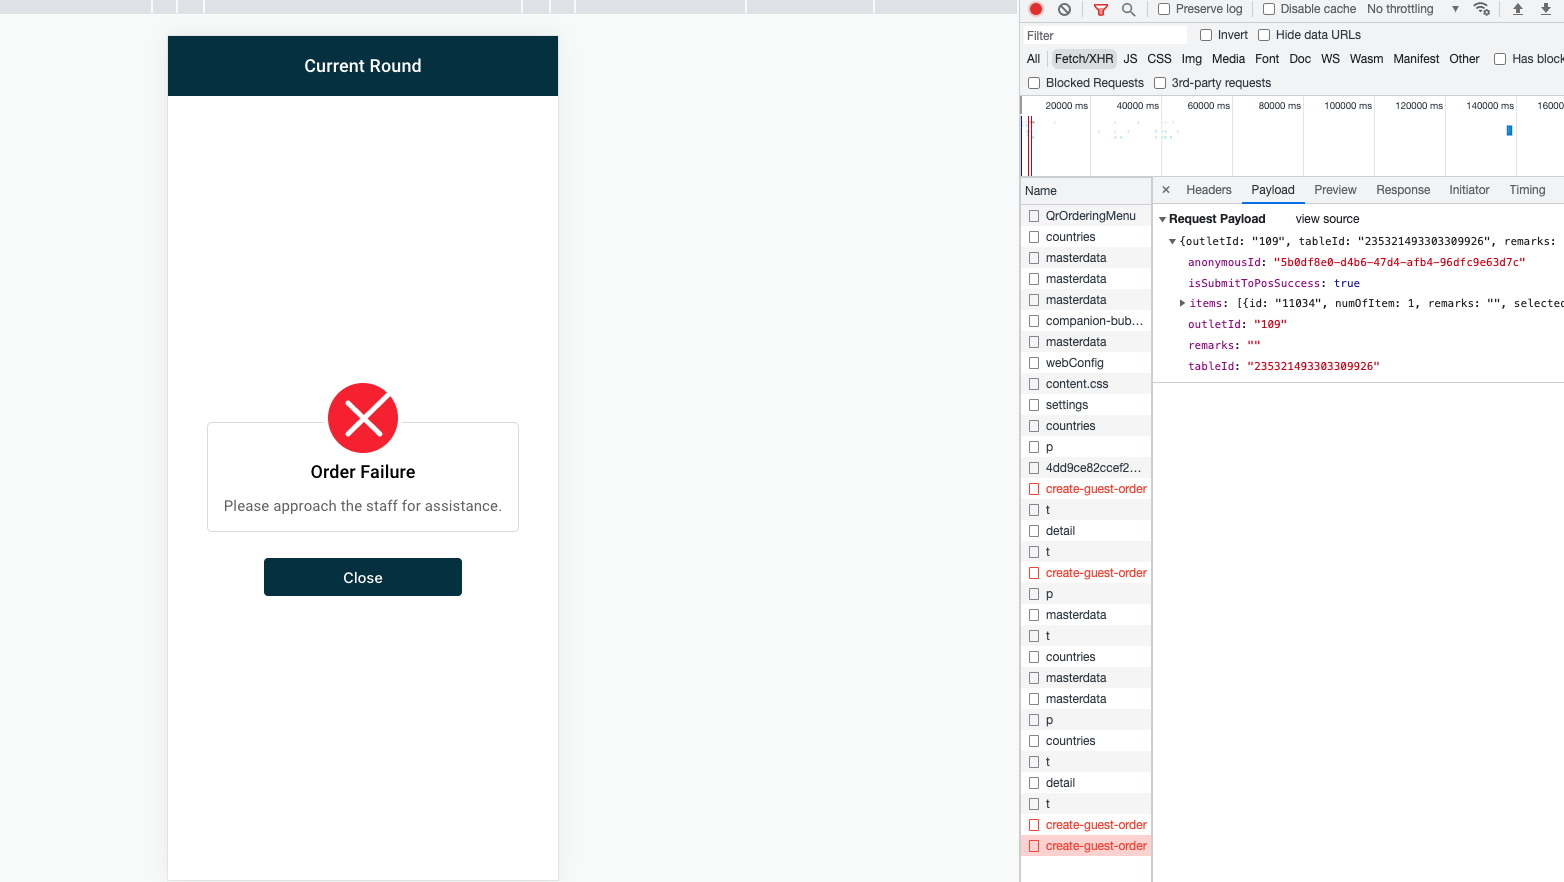 Current Round
Order Failure
Please approach the staff for assistance.
Close
Preserve log
Disable cache
No throttling
Filter
Invert
Hide data URLs
All
Fetch/XHR
JS
CSS
Img
Media
Font
Doc
WS
Wasm
Manifest
Other
Has block
Blocked Requests
3rd-party requests
20000 ms
40000 ms
60000 ms
80000 ms
100000 ms
120000 ms
140000 ms
16000
Name
QrOrderingMenu
countries
masterdata
masterdata
masterdata
companion-bub…
masterdata
webConfig
content.css
settings
countries
p
4dd9ce82ccef2…
create-guest-order
t
detail
t
create-guest-order
p
masterdata
t
countries
masterdata
masterdata
p
countries
t
detail
t
create-guest-order
create-guest-order
Headers
Payload
Preview
Response
Initiator
Timing
Request Payload
view source
{outletId: "109", tableId: "235321493303309926", remarks:
anonymousId: "5b0df8e0-d4b6-47d4-afb4-96dfc9e63d7c"
isSubmitToPosSuccess: true
items: [{id: "11034", numOfItem: 1, remarks: "", selected
outletId: "109"
remarks: ""
tableId: "235321493303309926"